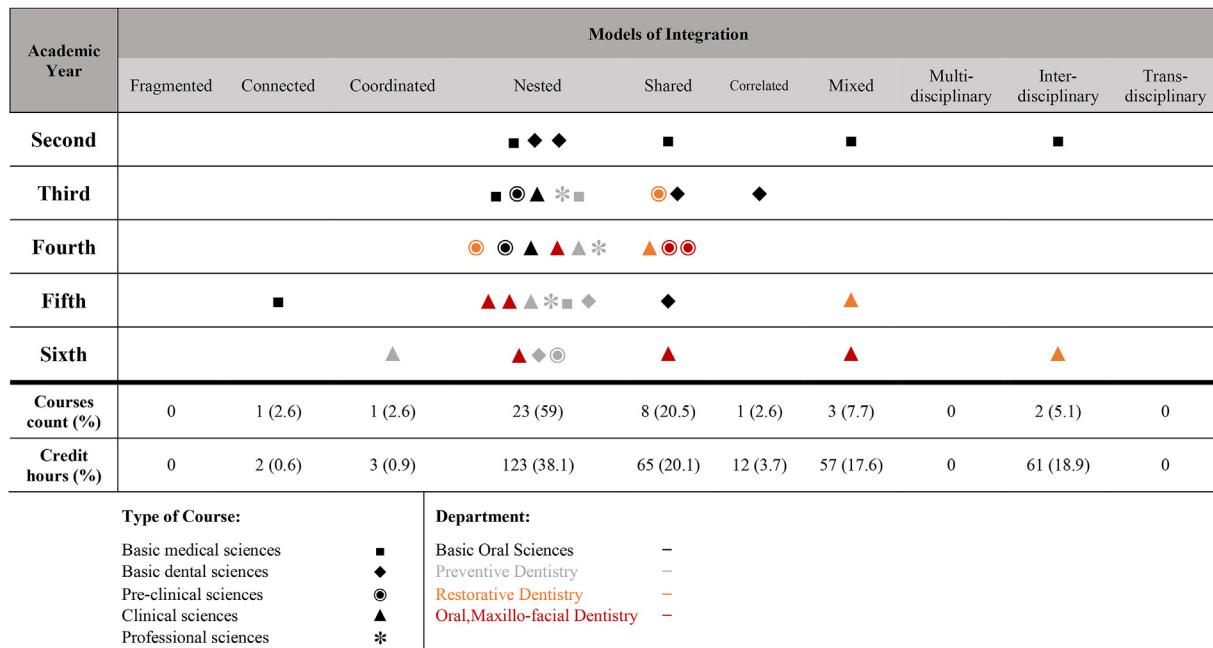 Academic Year
Models of Integration
Fragmented Connected Coordinated Nested Shared Correlated Mixed Multi-disciplinary Inter-disciplinary Trans-disciplinary
Second
Third
Fourth
Fifth
Sixth
Courses count (%) 0 1 (2.6) 1 (2.6) 23 (59) 8 (20.5) 1 (2.6) 3 (7.7) 0 2 (5.1) 0
Credit hours (%) 0 2 (0.6) 3 (0.9) 123 (38.1) 65 (20.1) 12 (3.7) 57 (17.6) 0 61 (18.9) 0
Type of Course:
Basic medical sciences ■
Basic dental sciences ◆
Pre-clinical sciences ◉
Clinical sciences ▲
Professional sciences ✻
Department:
Basic Oral Sciences –
Preventive Dentistry –
Restorative Dentistry –
Oral,Maxillo-facial Dentistry –